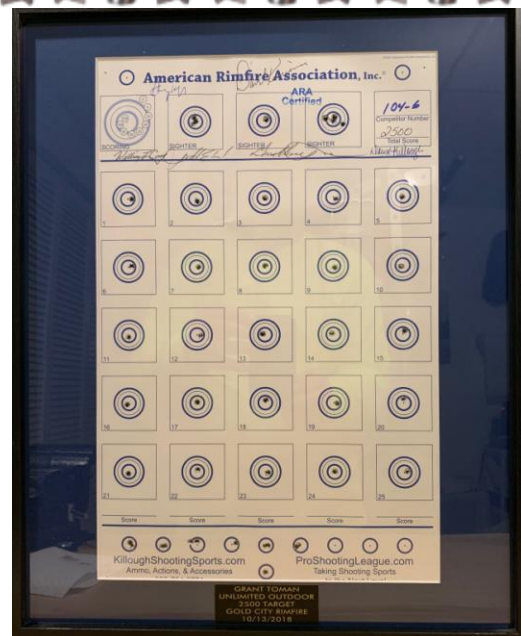 American Rimfire Association, Inc.
ARA
Certified
104-6
Competitor Number
2500
Total Score
SCORING
SIGHTER
SIGHTER
SIGHTER
1 2 3 4 5
6 7 8 9 10
11 12 13 14 15
16 17 18 19 20
21 22 23 24 25
Score Score Score Score Score
KilloughShootingSports.com ProShootingLeague.com
Ammo, Actions, & Accessories Taking Shooting Sports
GRANT TOMAN
UNLIMITED OUTDOOR
2500 TARGET
GOLD CITY RIMFIRE
10/13/2018